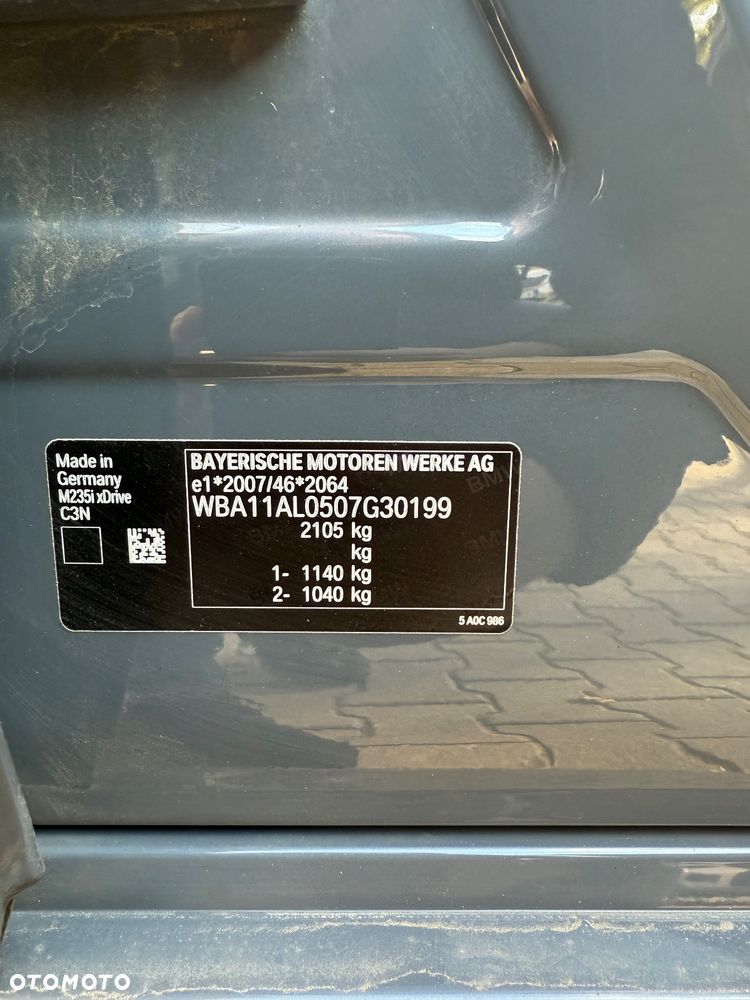 Made in
Germany
M235i xDrive
C3N
BAYERISCHE MOTOREN WERKE AG
e1*2007/46*2064
WBA11AL0507G30199
2105 kg
kg
1- 1140 kg
2- 1040 kg
5 A0C 986
OTOMOTO